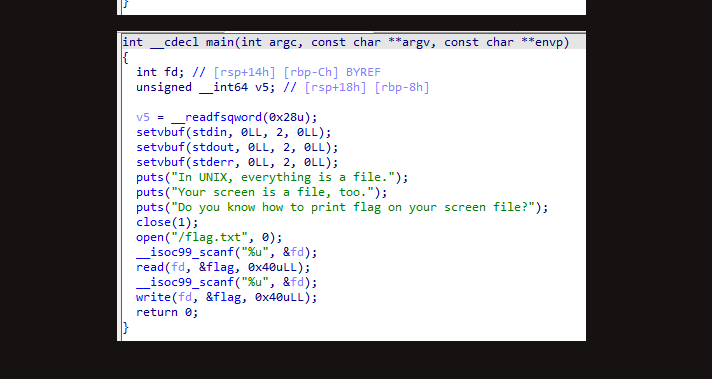 }
int __cdecl main(int argc, const char **argv, const char **envp)
{
int fd; // [rsp+14h] [rbp-Ch] BYREF
unsigned __int64 v5; // [rsp+18h] [rbp-8h]
v5 = __readfsqword(0x28u);
setvbuf(stdin, 0LL, 2, 0LL);
setvbuf(stdout, 0LL, 2, 0LL);
setvbuf(stderr, 0LL, 2, 0LL);
puts("In UNIX, everything is a file.");
puts("Your screen is a file, too.");
puts("Do you know how to print flag on your screen file?");
close(1);
open("/flag.txt", 0);
__isoc99_scanf("%u", &fd);
read(fd, &flag, 0x40uLL);
__isoc99_scanf("%u", &fd);
write(fd, &flag, 0x40uLL);
return 0;
}